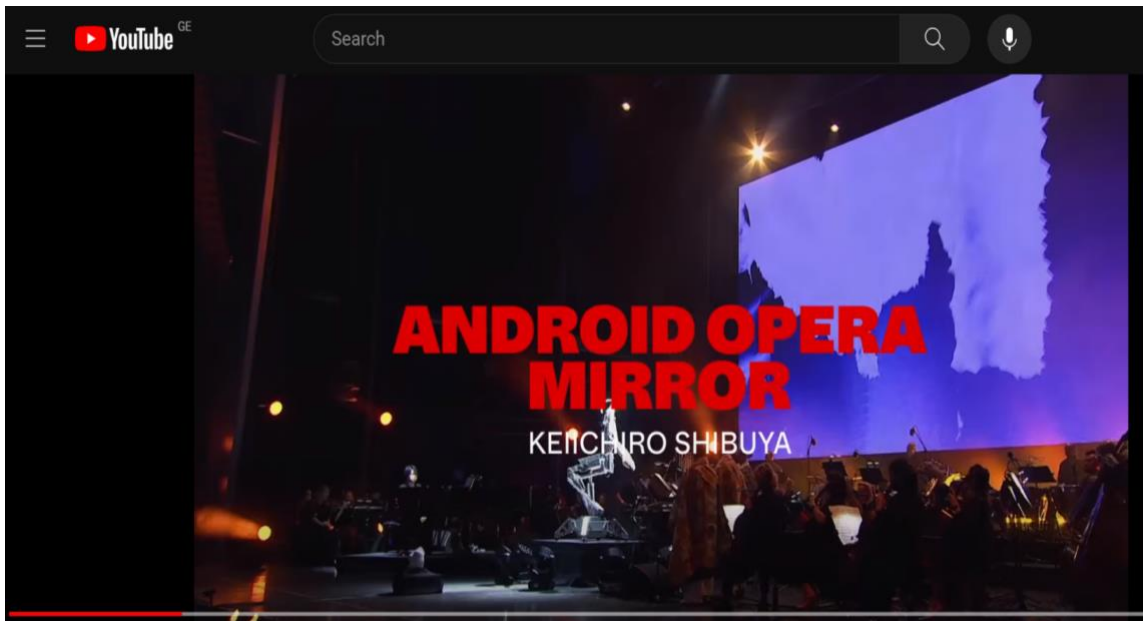 YouTube GE
Search
ANDROID OPERA
MIRROR
KEIICHIRO SHIBUYA